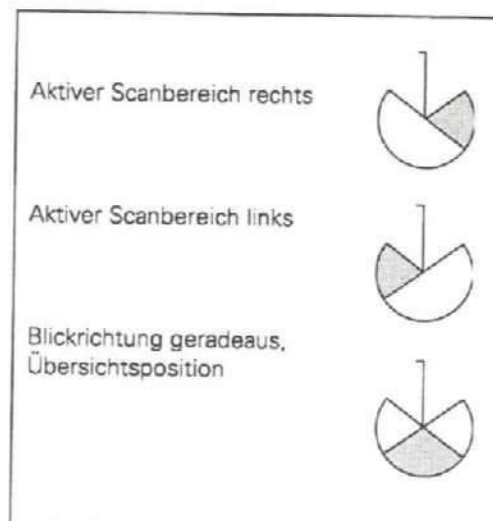 Aktiver Scanbereich rechts
Aktiver Scanbereich links
Blickrichtung geradeaus,
Übersichtsposition